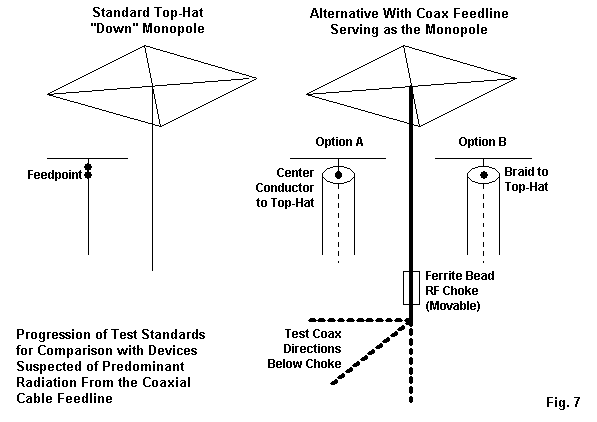 Standard Top-Hat
"Down" Monopole
Alternative With Coax Feedline
Serving as the Monopole
Feedpoint
Option A
Center
Conductor
to Top-Hat
Option B
Braid to
Top-Hat
Ferrite Bead
RF Choke
(Movable)
Test Coax
Directions
Below Choke
Progression of Test Standards
for Comparison with Devices
Suspected of Predominant
Radiation From the Coaxial
Cable Feedline
Fig. 7